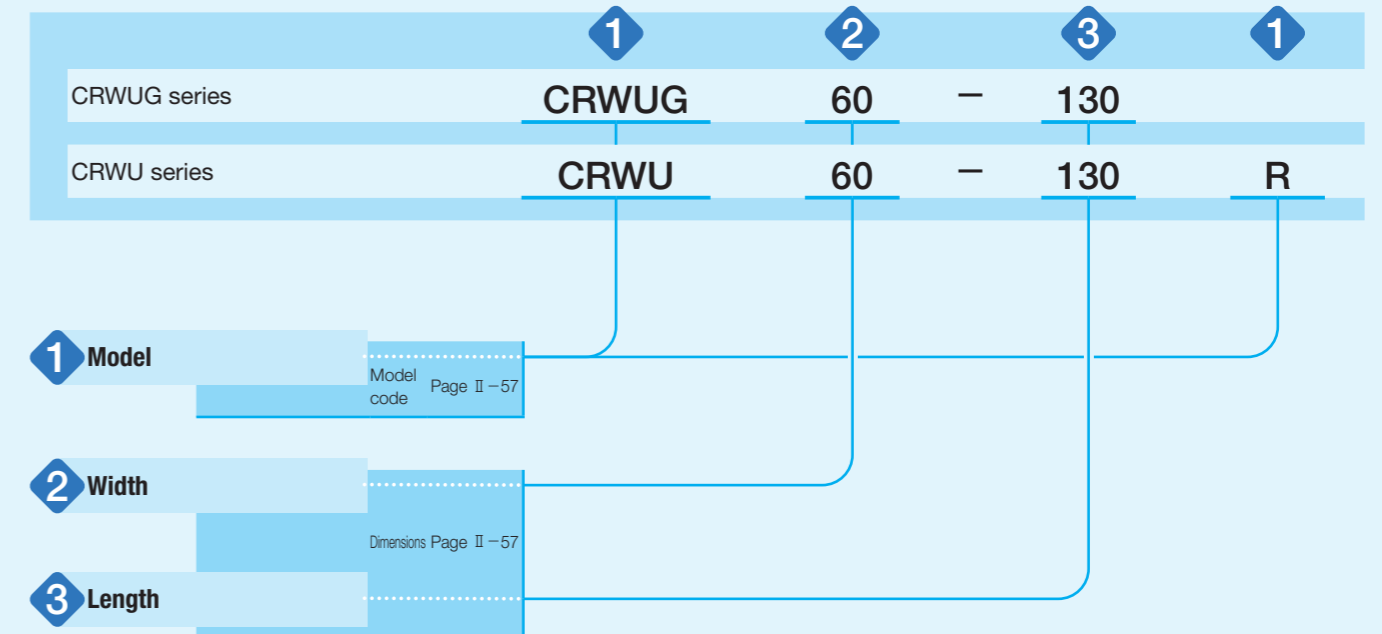 1 2 3 1
CRWUG series CRWUG 60 － 130
CRWU series CRWU 60 － 130 R
1 Model
Model code Page Ⅱ－57
2 Width
Dimensions Page Ⅱ－57
3 Length